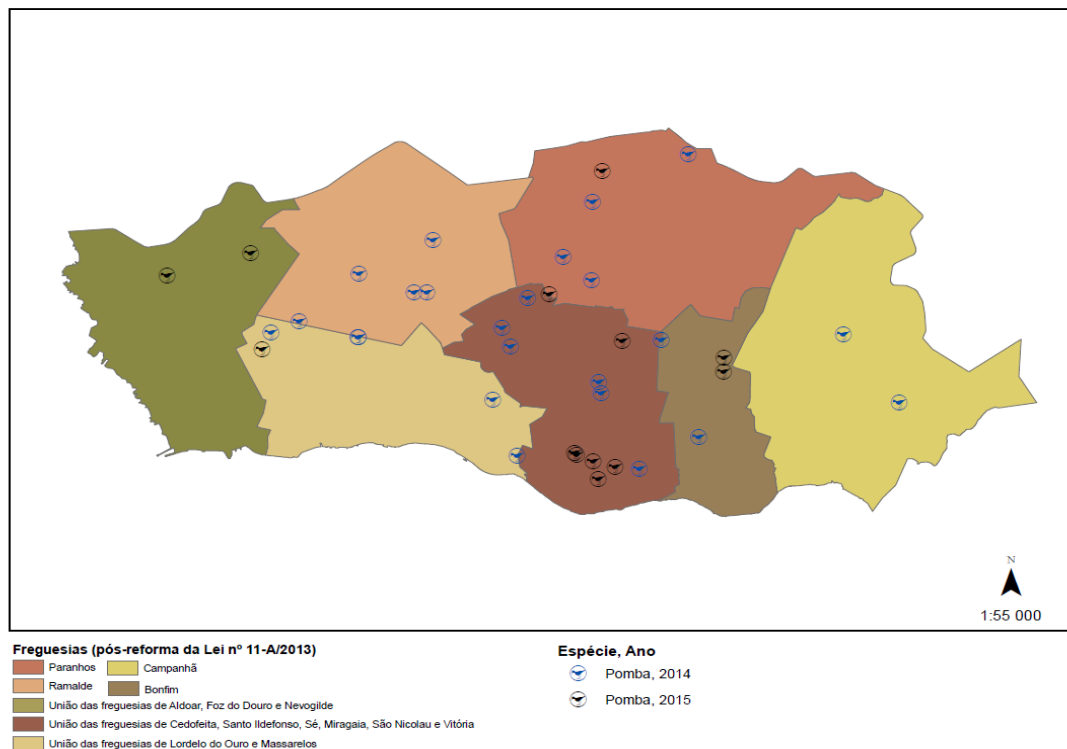 N
1:55 000
Freguesias (pós-reforma da Lei nº 11-A/2013)
Paranhos
Campanhã
Ramalde
Bonfim
União das freguesias de Aldoar, Foz do Douro e Nevogilde
União das freguesias de Cedofeita, Santo Ildefonso, Sé, Miragaia, São Nicolau e Vitória
União das freguesias de Lordelo do Ouro e Massarelos
Espécie, Ano
Pomba, 2014
Pomba, 2015